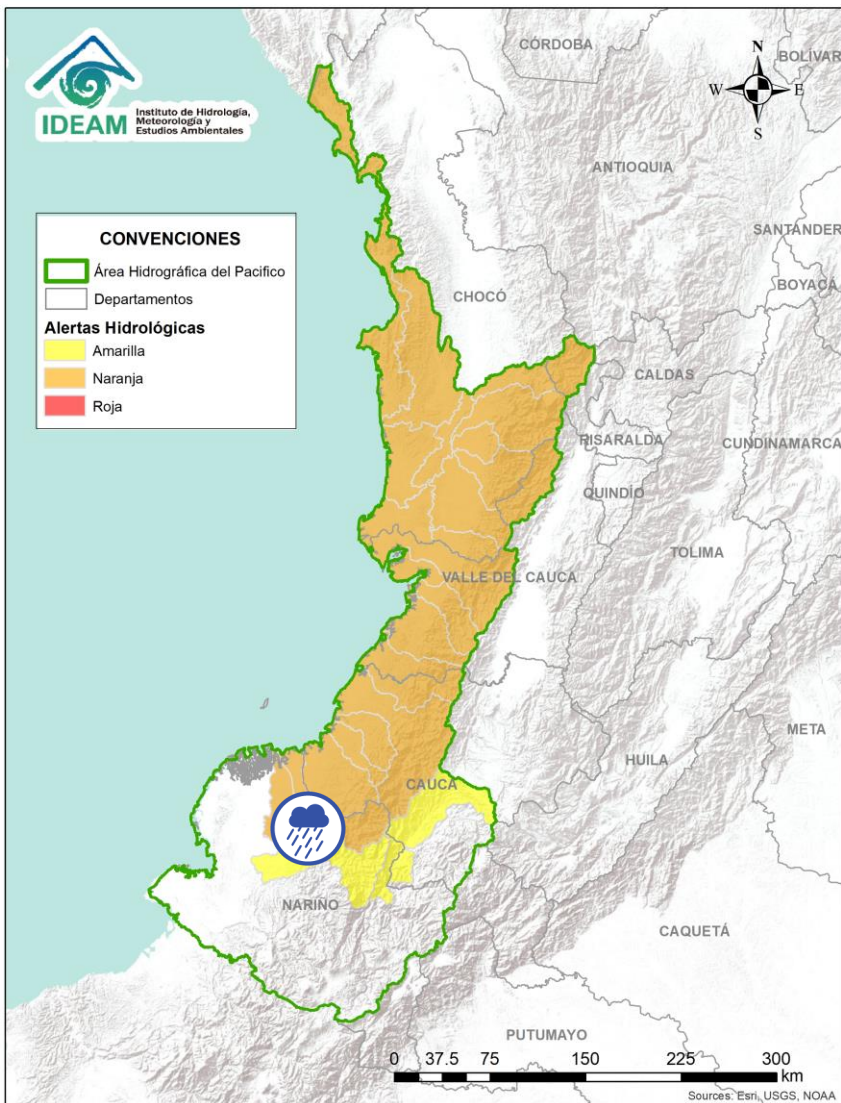 IDEAM
Instituto de Hidrología,
Meteorología y
Estudios Ambientales
CÓRDOBA
BOLÍVAR
N
W E
S
ANTIOQUIA
SANTANDER
BOYACÁ
CONVENCIONES
Área Hidrográfica del Pacifico
Departamentos
Alertas Hidrológicas
Amarilla
Naranja
Roja
CHOCÓ
CALDAS
RISARALDA
CUNDINAMARCA
QUINDÍO
TOLIMA
VALLE DEL CAUCA
META
HUILA
CAUCA
NARIÑO
CAQUETÁ
PUTUMAYO
0 37.5 75 150 225 300
km
Sources: Esri, USGS, NOAA